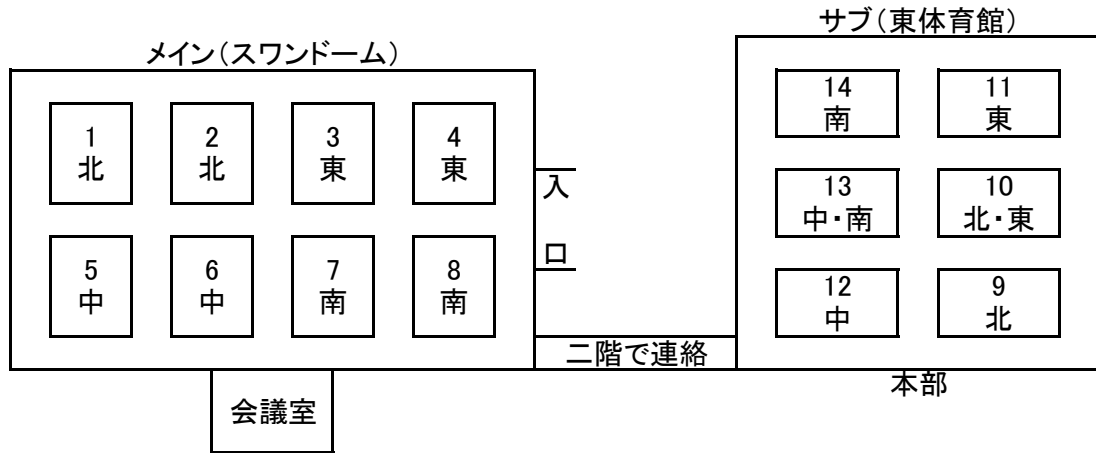 サブ(東体育館)
メイン(スワンドーム)
1
北
2
北
3
東
4
東
5
中
6
中
7
南
8
南
入
口
二階で連絡
会議室
14
南
11
東
13
中・南
10
北・東
12
中
9
北
本部